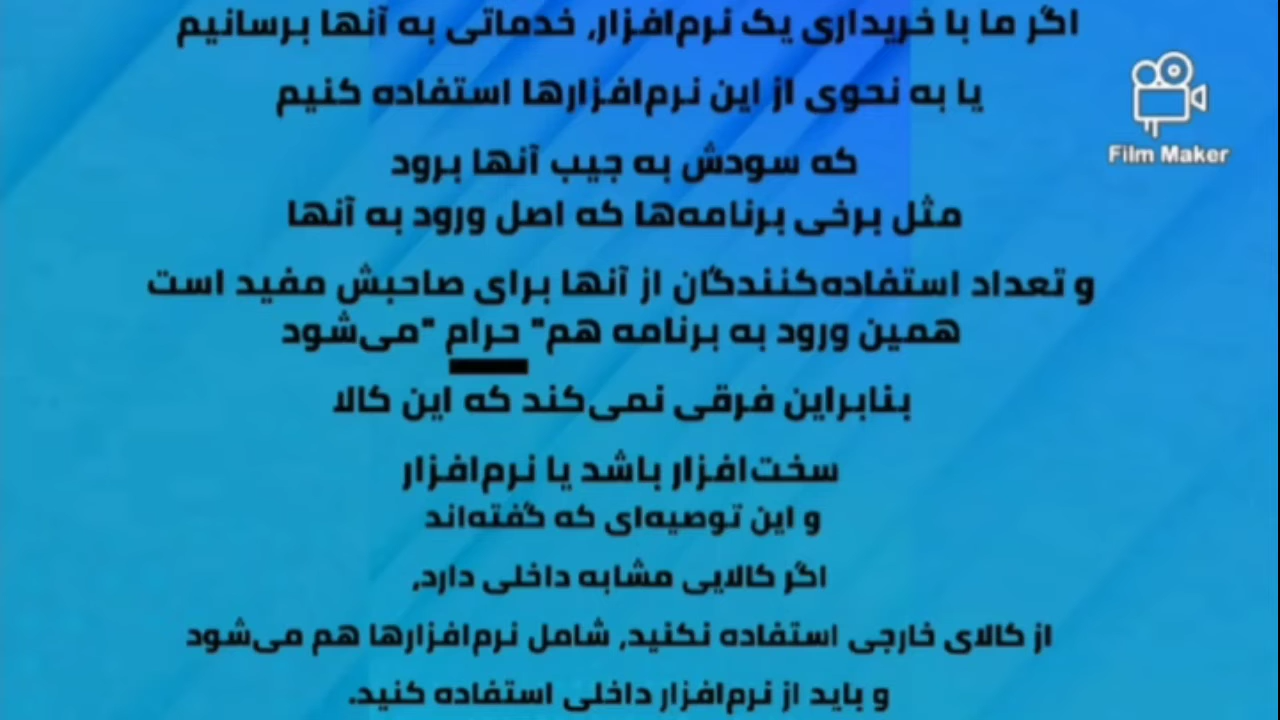 اگر ما با خریداری یک نرم‌افزار، خدماتی به آنها برسانیم
یا به نحوی از این نرم‌افزارها استفاده کنیم
که سودش به جیب آنها برود
مثل برخی برنامه‌ها که اصل ورود به آنها
و تعداد استفاده‌کنندگان از آنها برای صاحبش مفید است
همین ورود به برنامه هم" حرام "می‌شود
بنابراین فرقی نمی‌کند که این کالا
سخت‌افزار باشد یا نرم‌افزار
و این توصیه‌ای که گفته‌اند
اگر کالایی مشابه داخلی دارد،
از کالای خارجی استفاده نکنید، شامل نرم‌افزارها هم می‌شود
و باید از نرم‌افزار داخلی استفاده کنید.
Film Maker